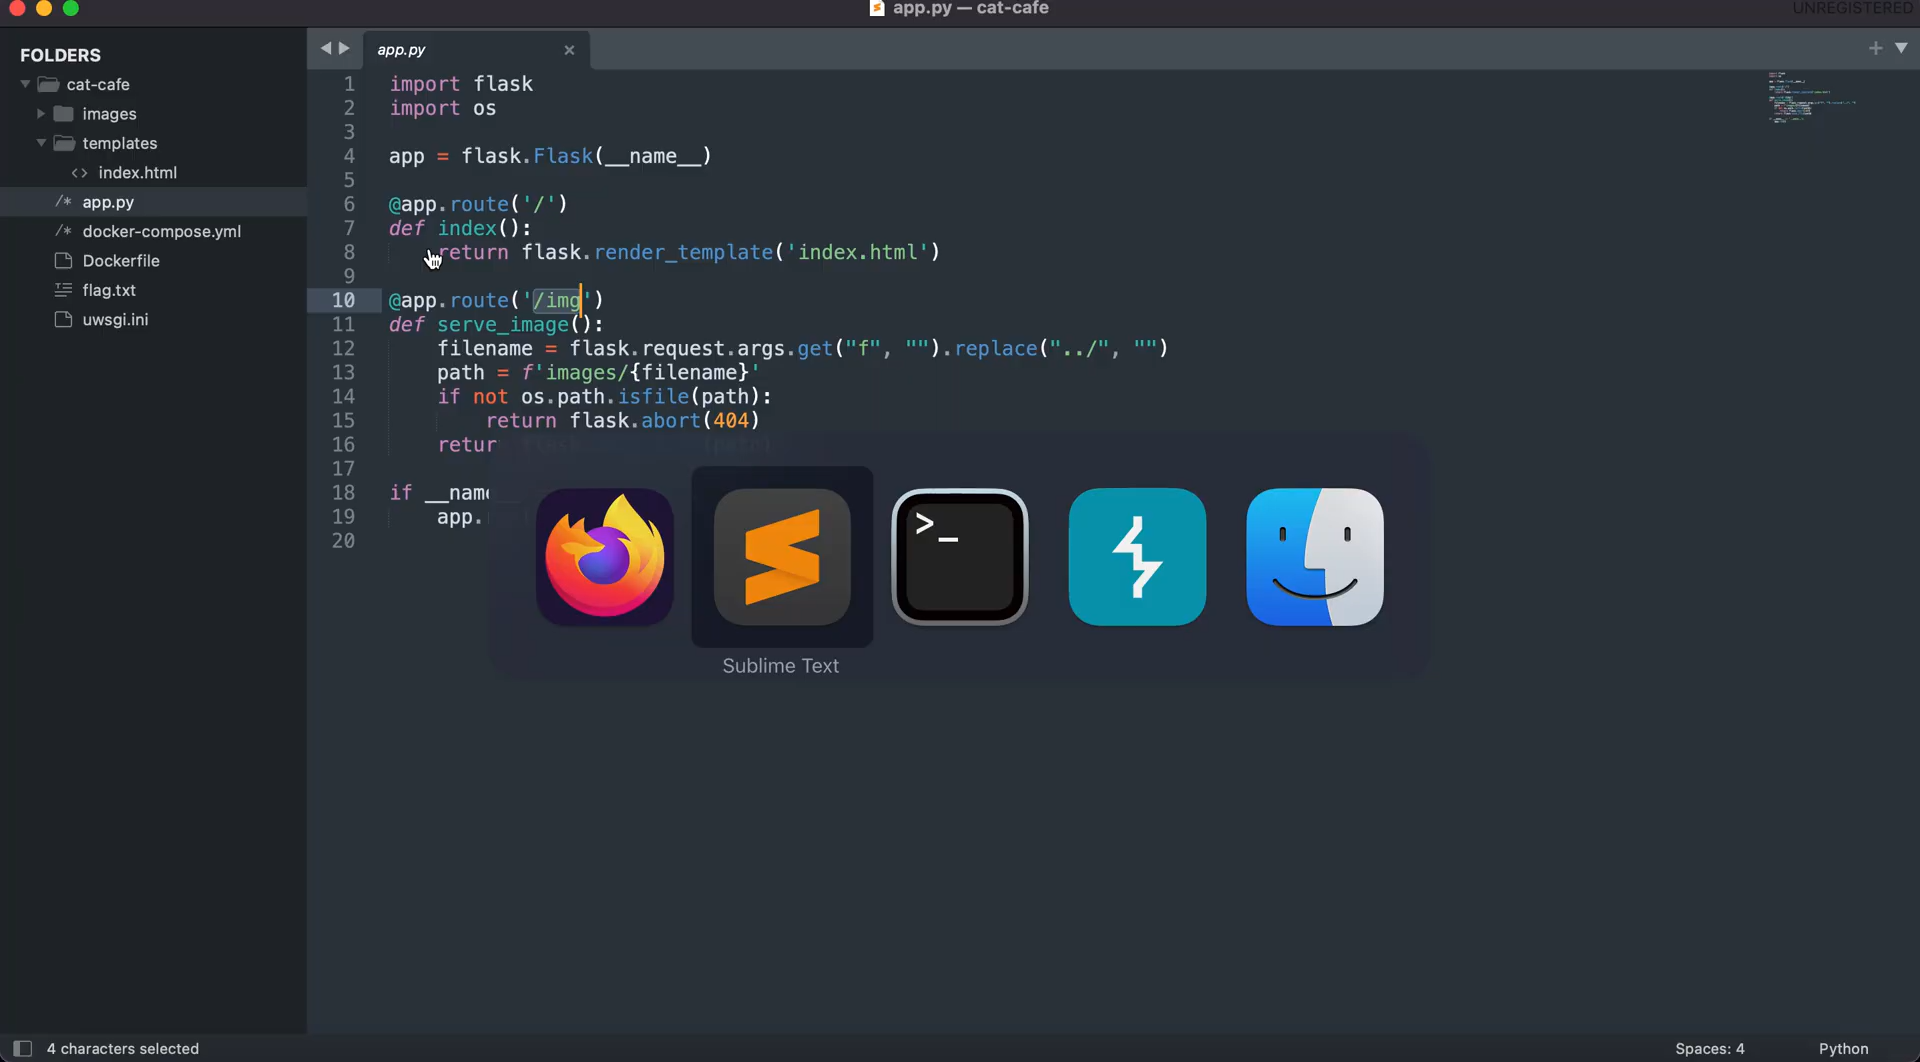 app.py — cat-cafe
UNREGISTERED
FOLDERS
cat-cafe
images
templates
<> index.html
/* app.py
/* docker-compose.yml
Dockerfile
flag.txt
uwsgi.ini
app.py
1 import flask
2 import os
3
4 app = flask.Flask(__name__)
5
6 @app.route('/')
7 def index():
8 return flask.render_template('index.html')
9
10 @app.route('/img')
11 def serve_image():
12 filename = flask.request.args.get("f", "").replace("../", "")
13 path = f'images/{filename}'
14 if not os.path.isfile(path):
15 return flask.abort(404)
16 retur
17
18 if __name
19 app.
20
>_
Sublime Text
4 characters selected
Spaces: 4
Python